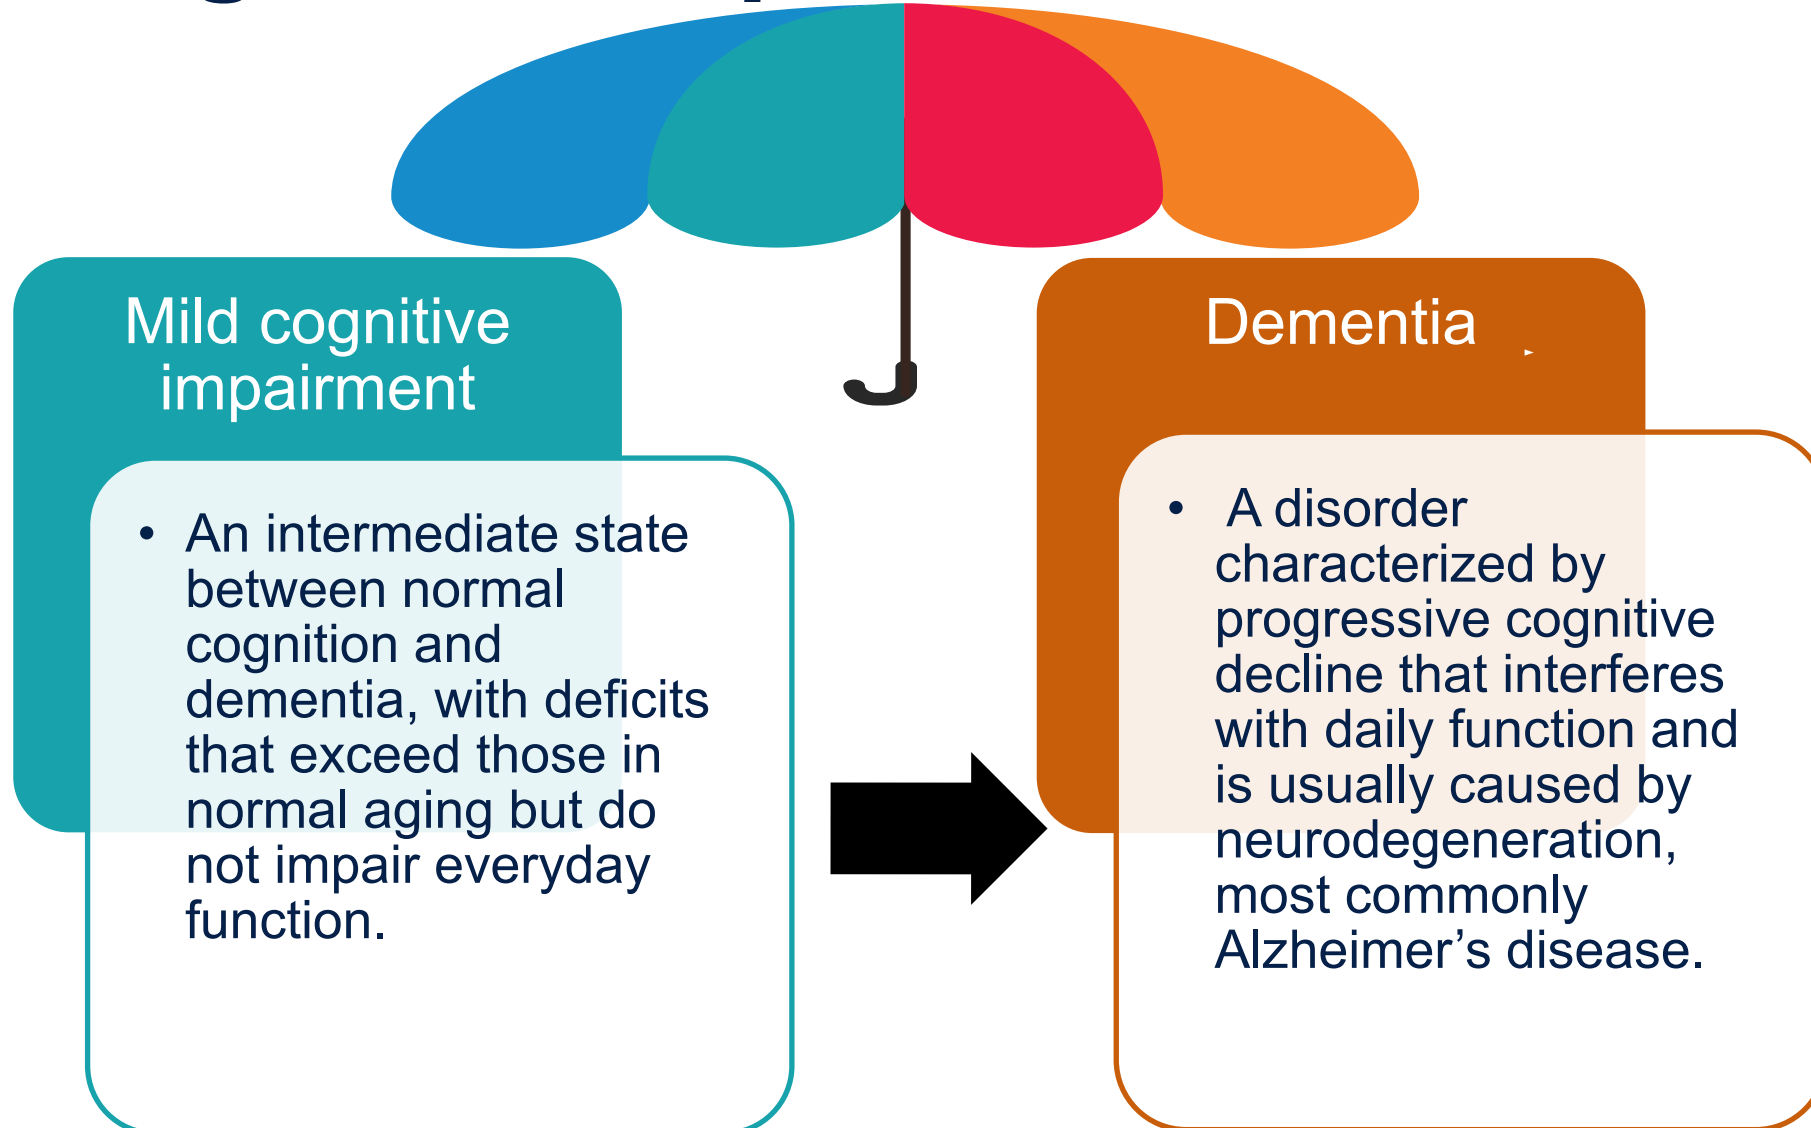 Mild cognitive
impairment
• An intermediate state
between normal
cognition and
dementia, with deficits
that exceed those in
normal aging but do
not impair everyday
function.
Dementia
• A disorder
characterized by
progressive cognitive
decline that interferes
with daily function and
is usually caused by
neurodegeneration,
most commonly
Alzheimer’s disease.